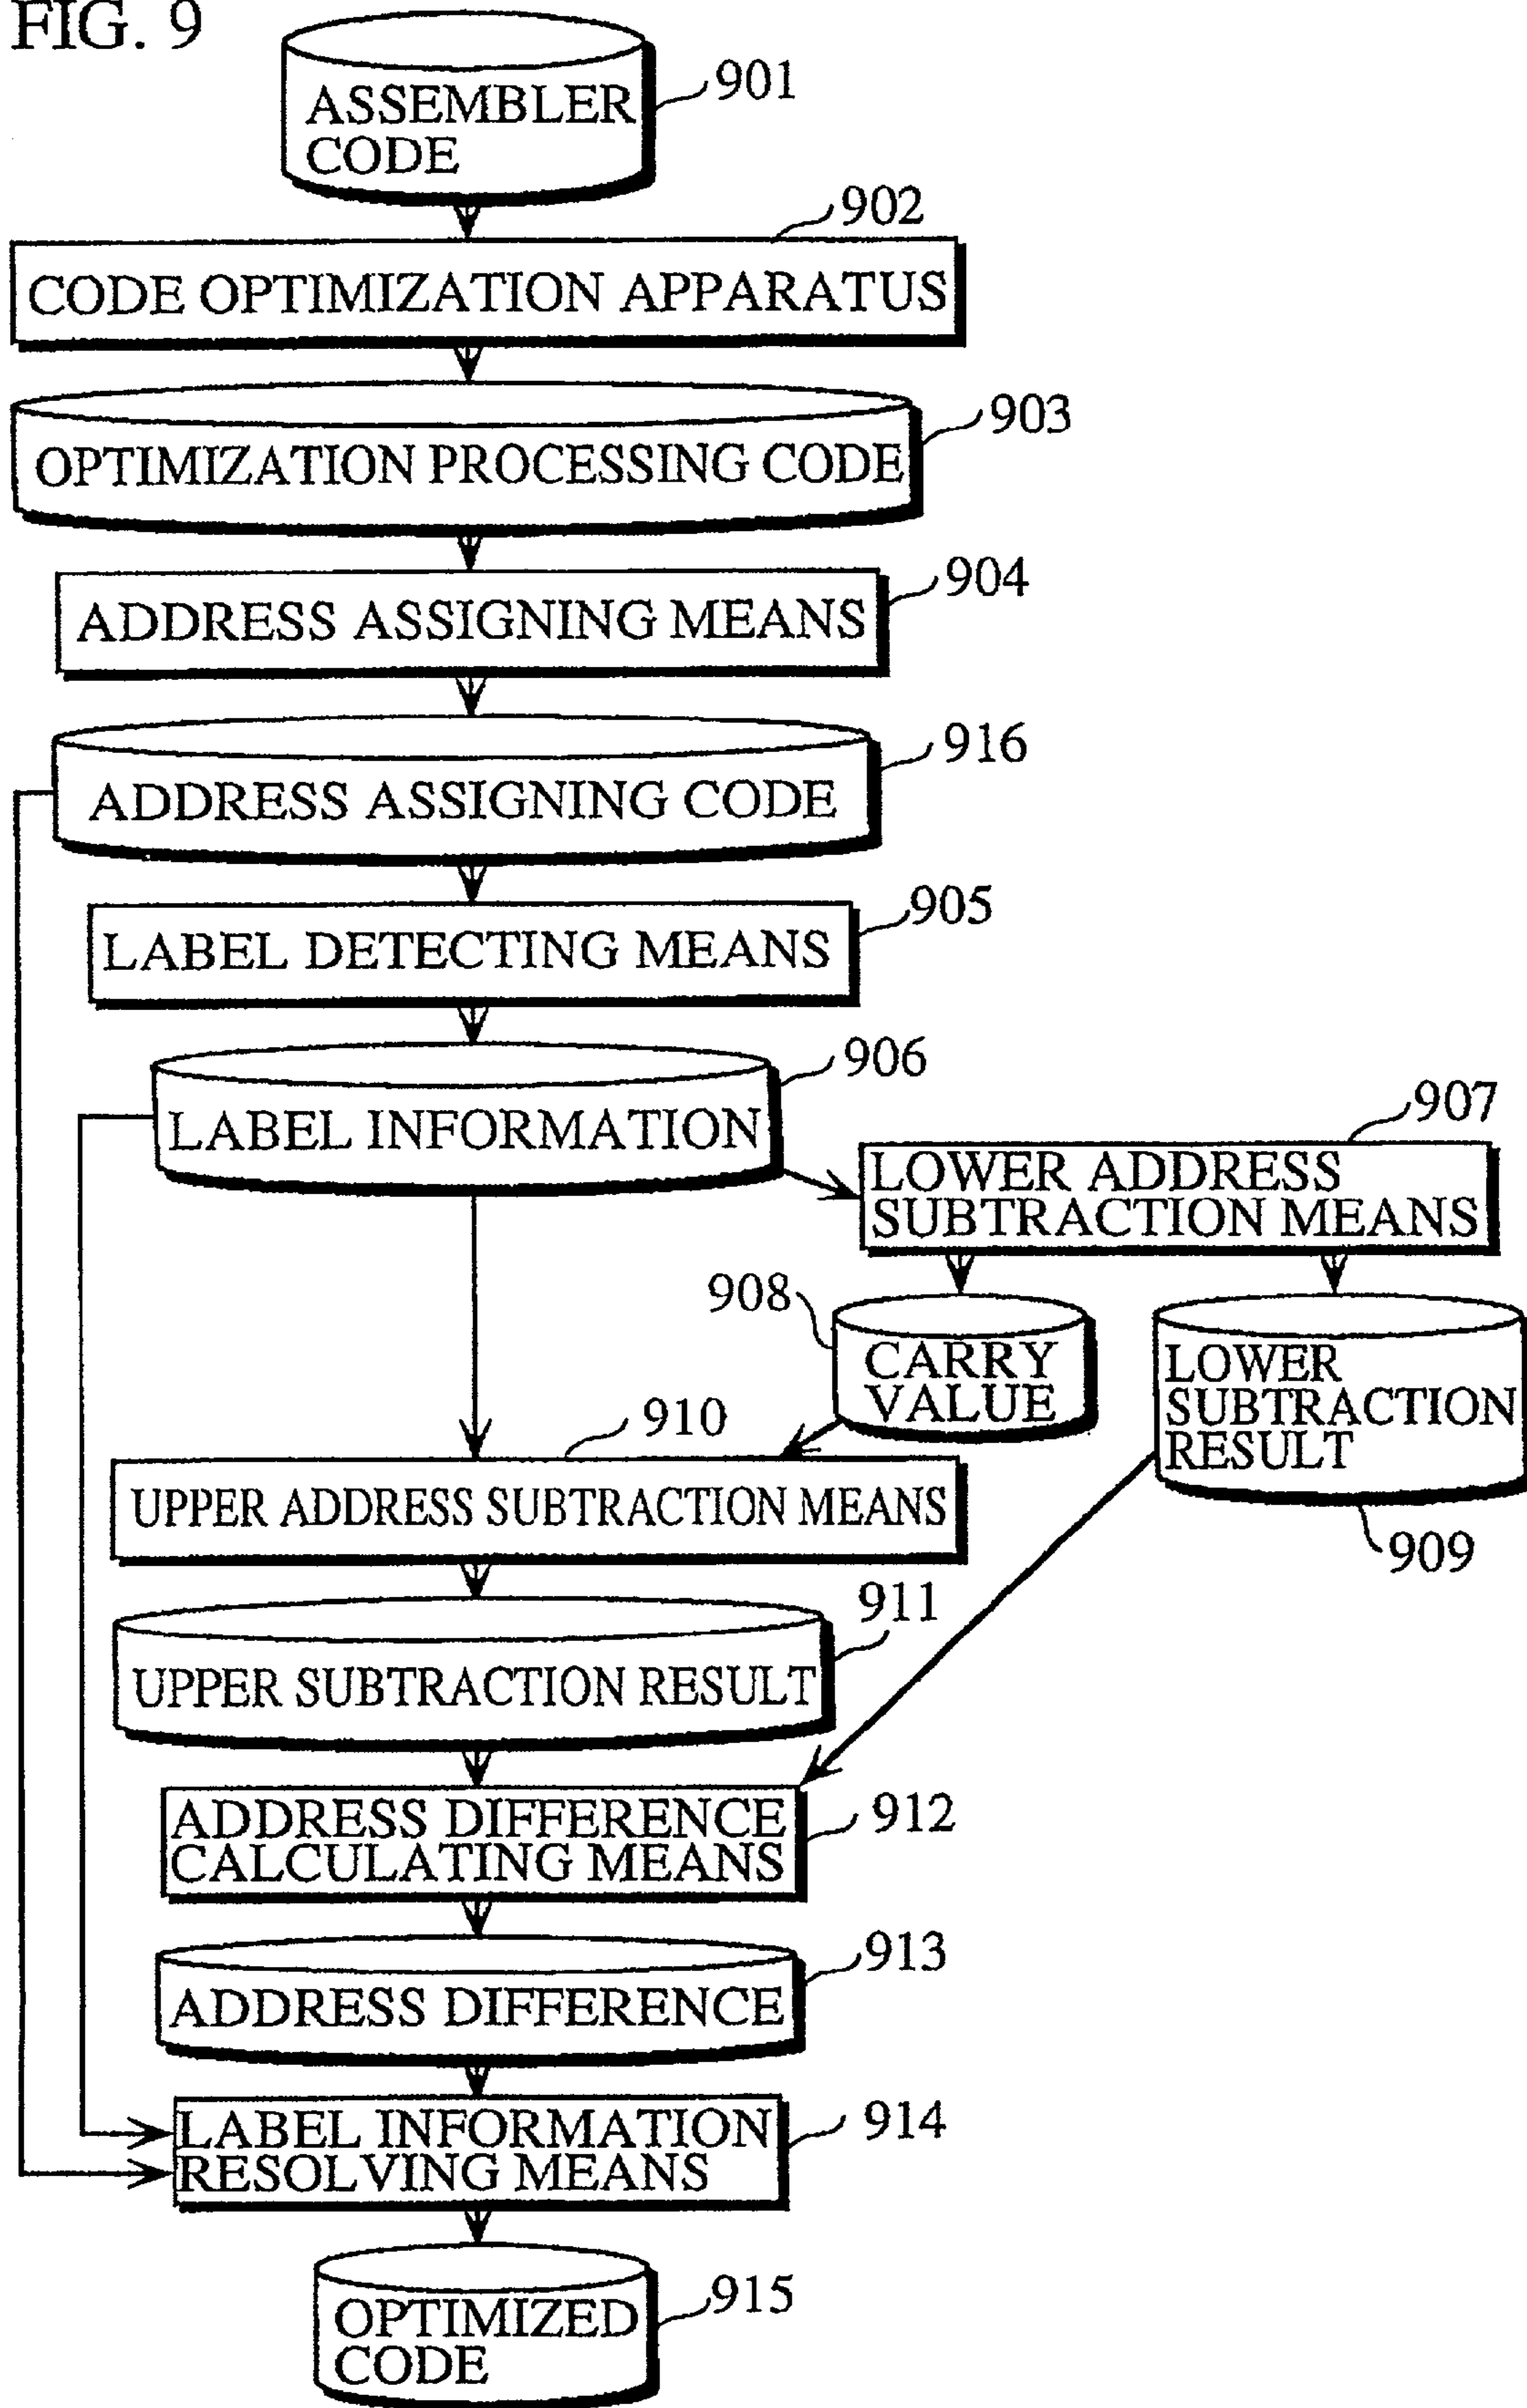 FIG. 9
ASSEMBLER
CODE
901
902
CODE OPTIMIZATION APPARATUS
903
OPTIMIZATION PROCESSING CODE
904
ADDRESS ASSIGNING MEANS
916
ADDRESS ASSIGNING CODE
905
LABEL DETECTING MEANS
906
LABEL INFORMATION
907
LOWER ADDRESS
SUBTRACTION MEANS
908
CARRY
VALUE
LOWER
SUBTRACTION
RESULT
909
910
UPPER ADDRESS SUBTRACTION MEANS
911
UPPER SUBTRACTION RESULT
ADDRESS DIFFERENCE
CALCULATING MEANS
912
913
ADDRESS DIFFERENCE
LABEL INFORMATION
RESOLVING MEANS
914
OPTIMIZED
CODE
915